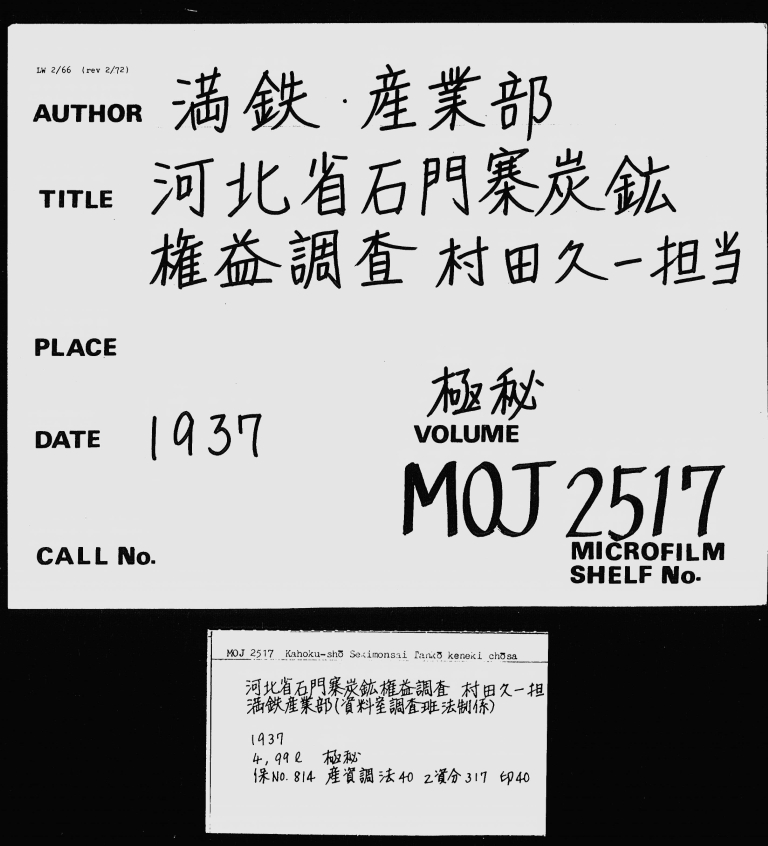 LW 2/66 (rev 2/72)
AUTHOR 満鉄・産業部
TITLE 河北省石門寨炭鉱
権益調査 村田久一担当
PLACE
極秘
DATE 1937
VOLUME
MOJ 2517
CALL No.
MICROFILM
SHELF No.
MOJ 2517 Kahoku-shō Sekimonsai Tankō keneki chōsa
河北省石門寨炭鉱権益調査 村田久一担
満鉄産業部(資料室調査班法制係)
1937
4,99ℓ 極秘
保No.814 産資調法40 2資分317 印40